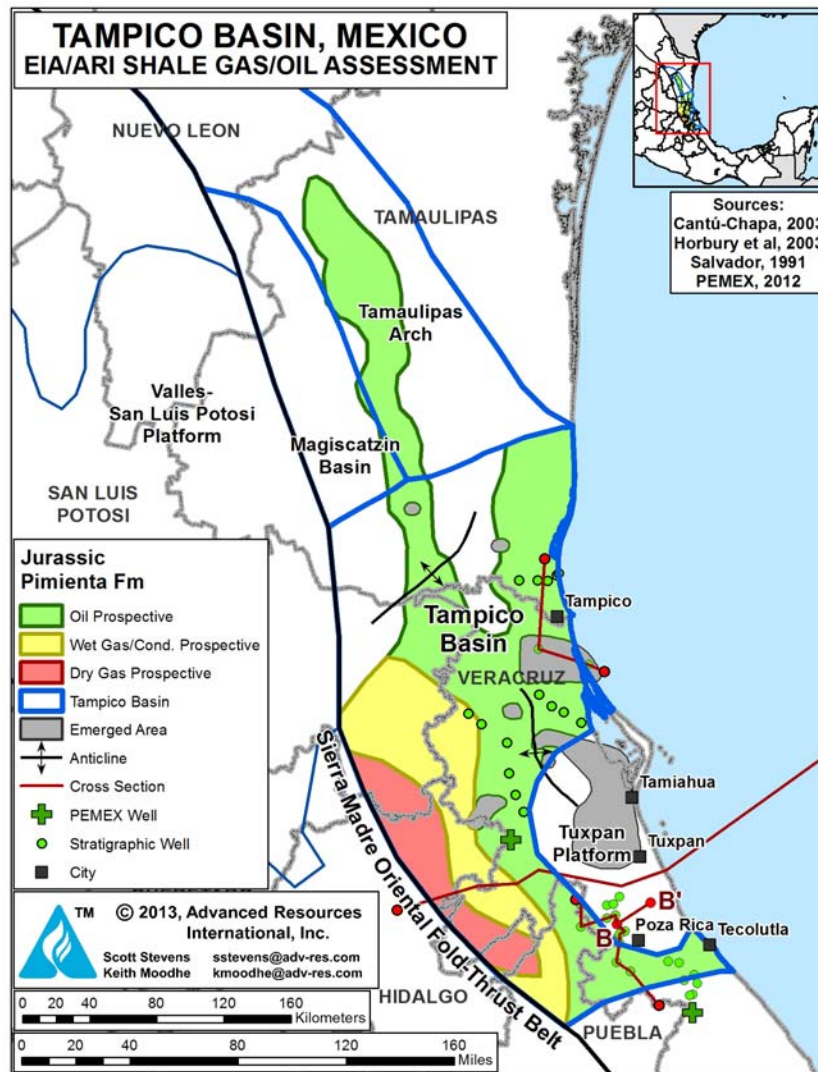 TAMPICO BASIN, MEXICO
EIA/ARI SHALE GAS/OIL ASSESSMENT
Sources:
Cantú-Chapa, 2003
Horbury et al, 2003
Salvador, 1991
PEMEX, 2012
NUEVO LEON
TAMAULIPAS
Tamaulipas
Arch
Valles-
San Luis Potosi
Platform
Magiscatzin
Basin
SAN LUIS
POTOSI
Tampico
Tampico
Basin
VERACRUZ
Sierra Madre Oriental Fold-Thrust Belt
Tamiahua
Tuxpan
Platform
Tuxpan
B'
B
Poza Rica
Tecolutla
HIDALGO
PUEBLA
Jurassic
Pimienta Fm
Oil Prospective
Wet Gas/Cond. Prospective
Dry Gas Prospective
Tampico Basin
Emerged Area
Anticline
Cross Section
PEMEX Well
Stratigraphic Well
City
TM
© 2013, Advanced Resources
International, Inc.
Scott Stevens sstevens@adv-res.com
Keith Moodhe kmoodhe@adv-res.com
0 20 40 80 120 160
Kilometers
0 20 40 80 120 160
Miles